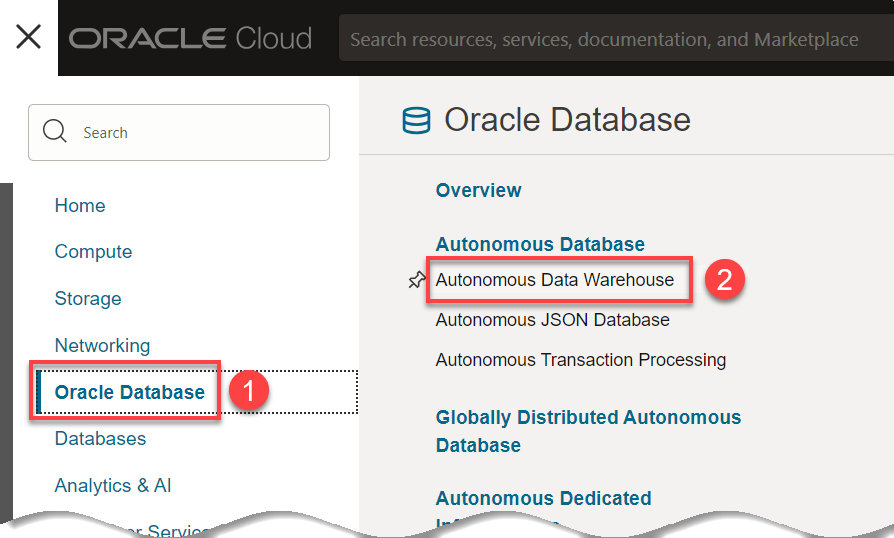 ORACLE Cloud
Search resources, services, documentation, and Marketplace
Search
Home
Compute
Storage
Networking
Oracle Database
1
Databases
Analytics & AI
Oracle Database
Overview
Autonomous Database
Autonomous Data Warehouse
2
Autonomous JSON Database
Autonomous Transaction Processing
Globally Distributed Autonomous
Database
Autonomous Dedicated